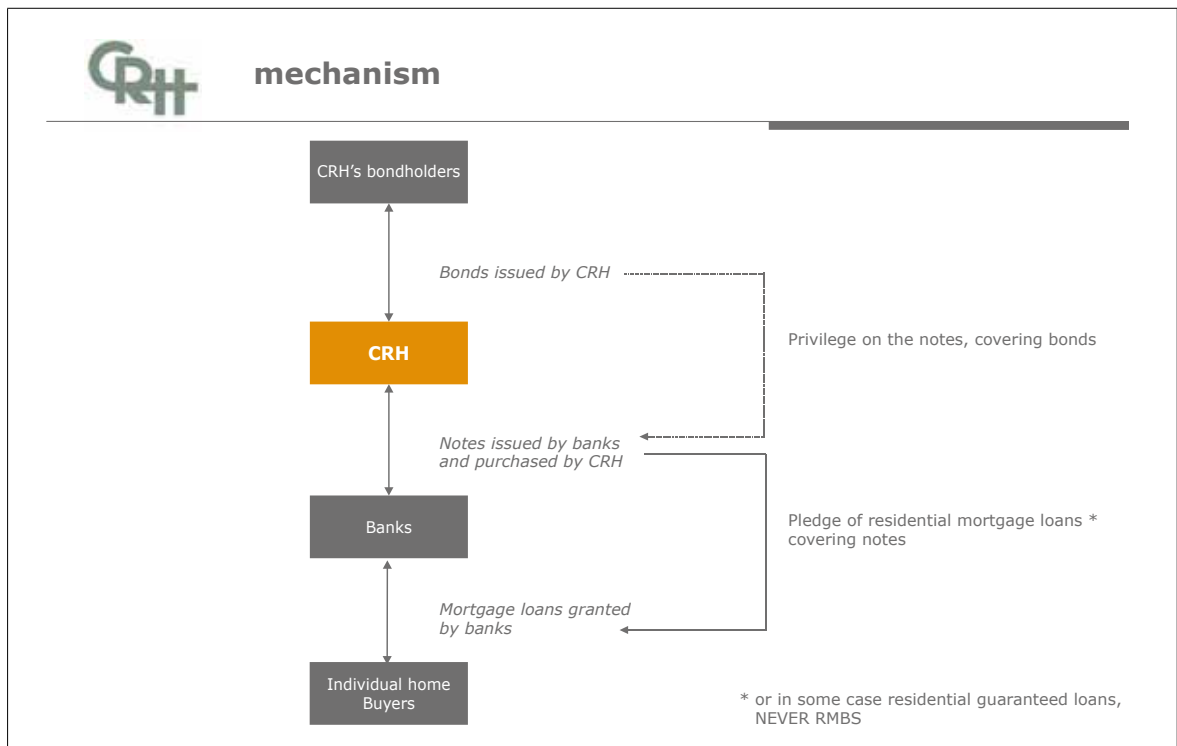 CRH
mechanism
CRH's bondholders
Bonds issued by CRH
Privilege on the notes, covering bonds
CRH
Notes issued by banks
and purchased by CRH
Pledge of residential mortgage loans *
covering notes
Banks
Mortgage loans granted
by banks
Individual home
Buyers
* or in some case residential guaranteed loans,
NEVER RMBS